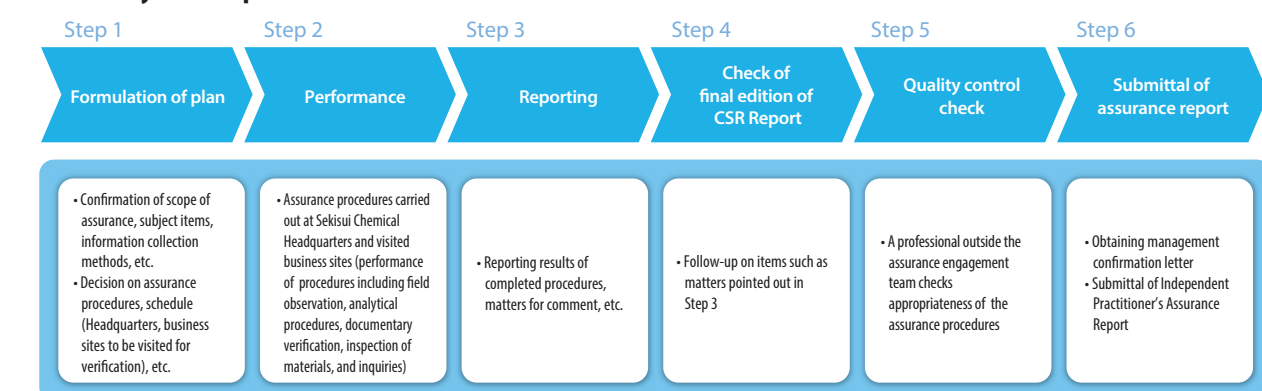 Step 1
Step 2
Step 3
Step 4
Step 5
Step 6
Formulation of plan
Performance
Reporting
Check of
final edition of
CSR Report
Quality control
check
Submittal of
assurance report
• Confirmation of scope of
assurance, subject items,
information collection
methods, etc.
• Decision on assurance
procedures, schedule
(Headquarters, business
sites to be visited for
verification), etc.
• Assurance procedures carried
out at Sekisui Chemical
Headquarters and visited
business sites (performance
of procedures including field
observation, analytical
procedures, documentary
verification, inspection of
materials, and inquiries)
• Reporting results of
completed procedures,
matters for comment, etc.
• Follow-up on items such as
matters pointed out in
Step 3
• A professional outside the
assurance engagement
team checks
appropriateness of the
assurance procedures
• Obtaining management
confirmation letter
• Submittal of Independent
Practitioner's Assurance
Report